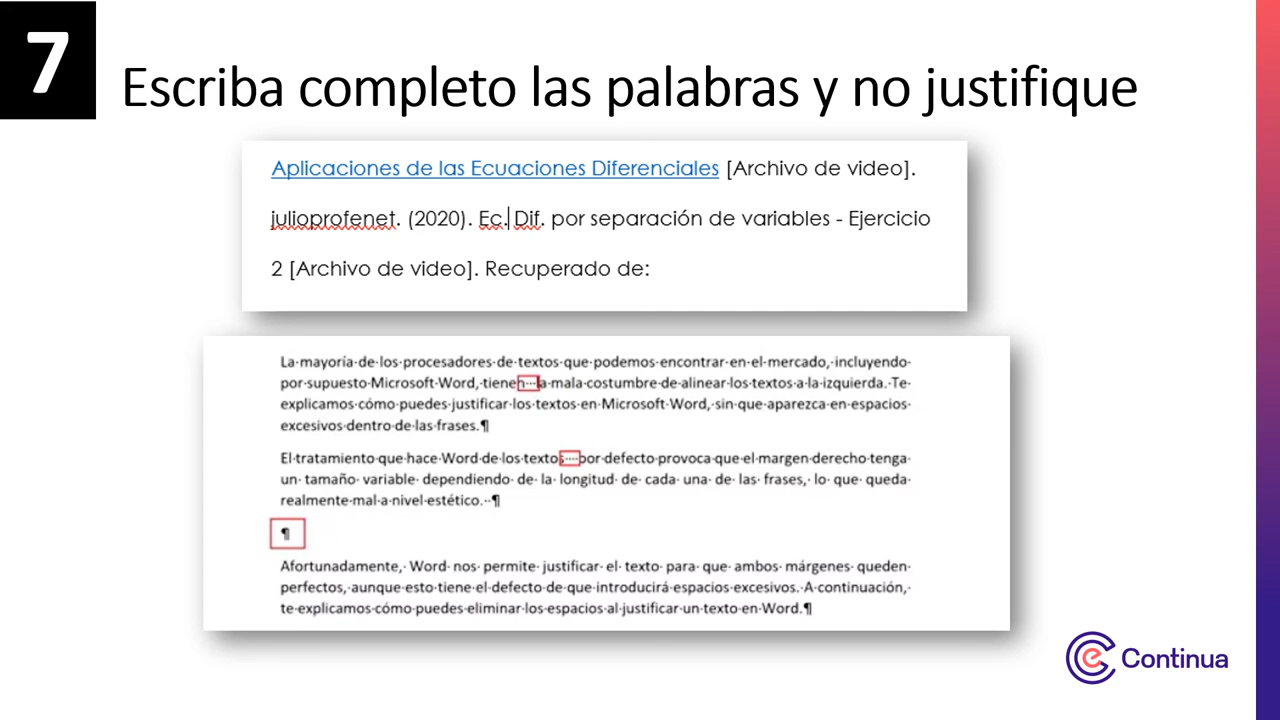 7
Escriba completo las palabras y no justifique
Aplicaciones de las Ecuaciones Diferenciales [Archivo de video].
julioprofenet. (2020). Ec. Dif. por separación de variables - Ejercicio
2 [Archivo de video]. Recuperado de:
La·mayoría·de·los·procesadores·de·textos·que·podemos·encontrar·en·el·mercado,·incluyendo·
por·supuesto·Microsoft·Word,·tienen···la·mala·costumbre·de·alinear·los·textos·a·la·izquierda.·Te·
explicamos·cómo·puedes·justificar·los·textos·en·Microsoft·Word,·sin·que·aparezca·en·espacios·
excesivos·dentro·de·las·frases.¶
El·tratamiento·que·hace·Word·de·los·textos····por·defecto·provoca·que·el·margen·derecho·tenga·
un·tamaño·variable·dependiendo·de·la·longitud·de·cada·una·de·las·frases,·lo·que·queda·
realmente·mal·a·nivel·estético.··¶
¶
Afortunadamente,·Word·nos·permite·justificar·el·texto·para·que·ambos·márgenes·queden·
perfectos,·aunque·esto·tiene·el·defecto·de·que·introducirá·espacios·excesivos.·A·continuación,·
te·explicamos·cómo·puedes·eliminar·los·espacios·al·justificar·un·texto·en·Word.¶
e Continua